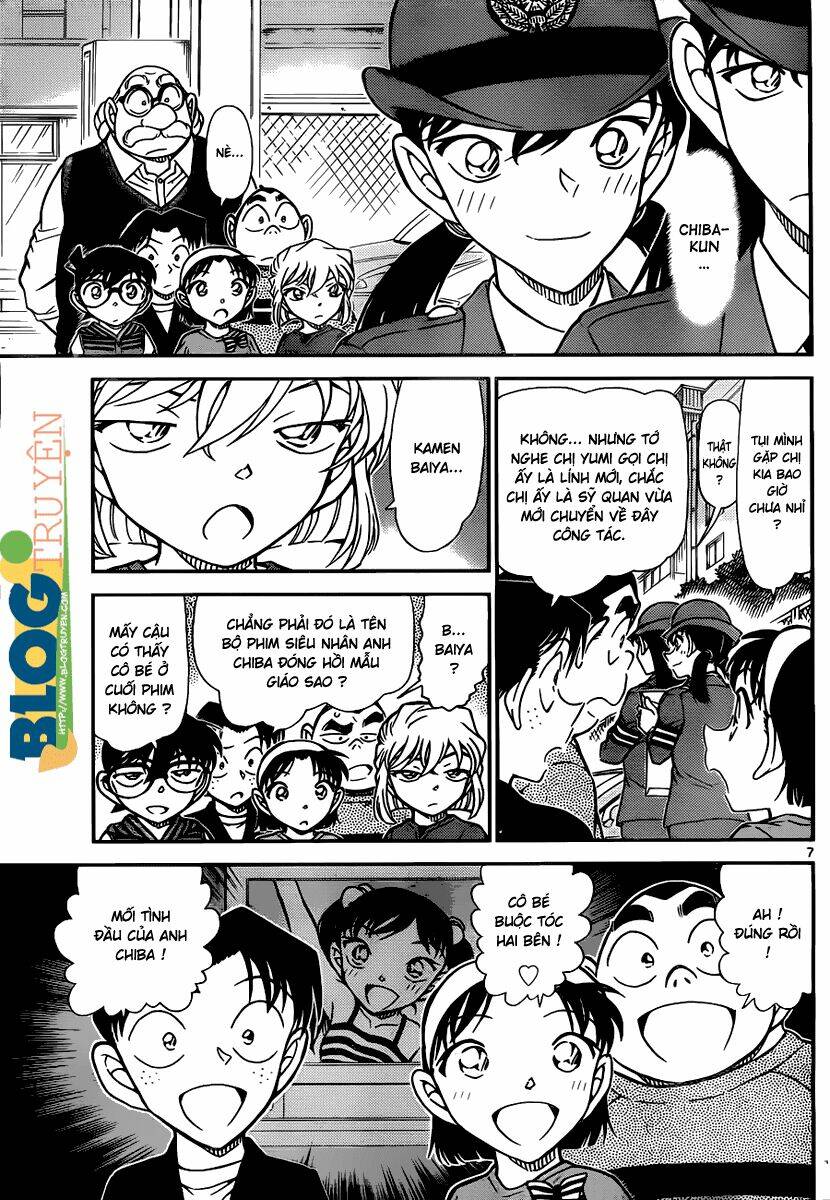 CHIBA-
KUN
...
NÈ...
TỤI MÌNH
GẶP CHỊ
KIA BAO
GIỜ
CHƯA NHỈ
?
THẬT
KHÔNG
?
KHÔNG... NHƯNG TỚ
NGHE CHỊ YUMI GỌI CHỊ
ẤY LÀ LÍNH MỚI, CHẮC
CHỊ ẤY LÀ SỸ QUAN VỪA
MỚI CHUYỂN VỀ ĐÂY
CÔNG TÁC.
KAMEN
BAIYA...
B...
BAIYA
?
CHẲNG PHẢI ĐÓ LÀ TÊN
BỘ PHIM SIÊU NHÂN ANH
CHIBA ĐÓNG HỒI MẪU
GIÁO SAO ?
MẤY CẬU
CÓ THẤY
CÔ BÉ Ở
CUỐI PHIM
KHÔNG ?
7
AH !
ĐÚNG RỒI
!
CÔ BÉ
BUỘC TÓC
HAI BÊN !
MỐI TÌNH
ĐẦU CỦA ANH
CHIBA !
BLOGTRUYỆN
HTTP://WWW.BLOGTRUYEN.COM